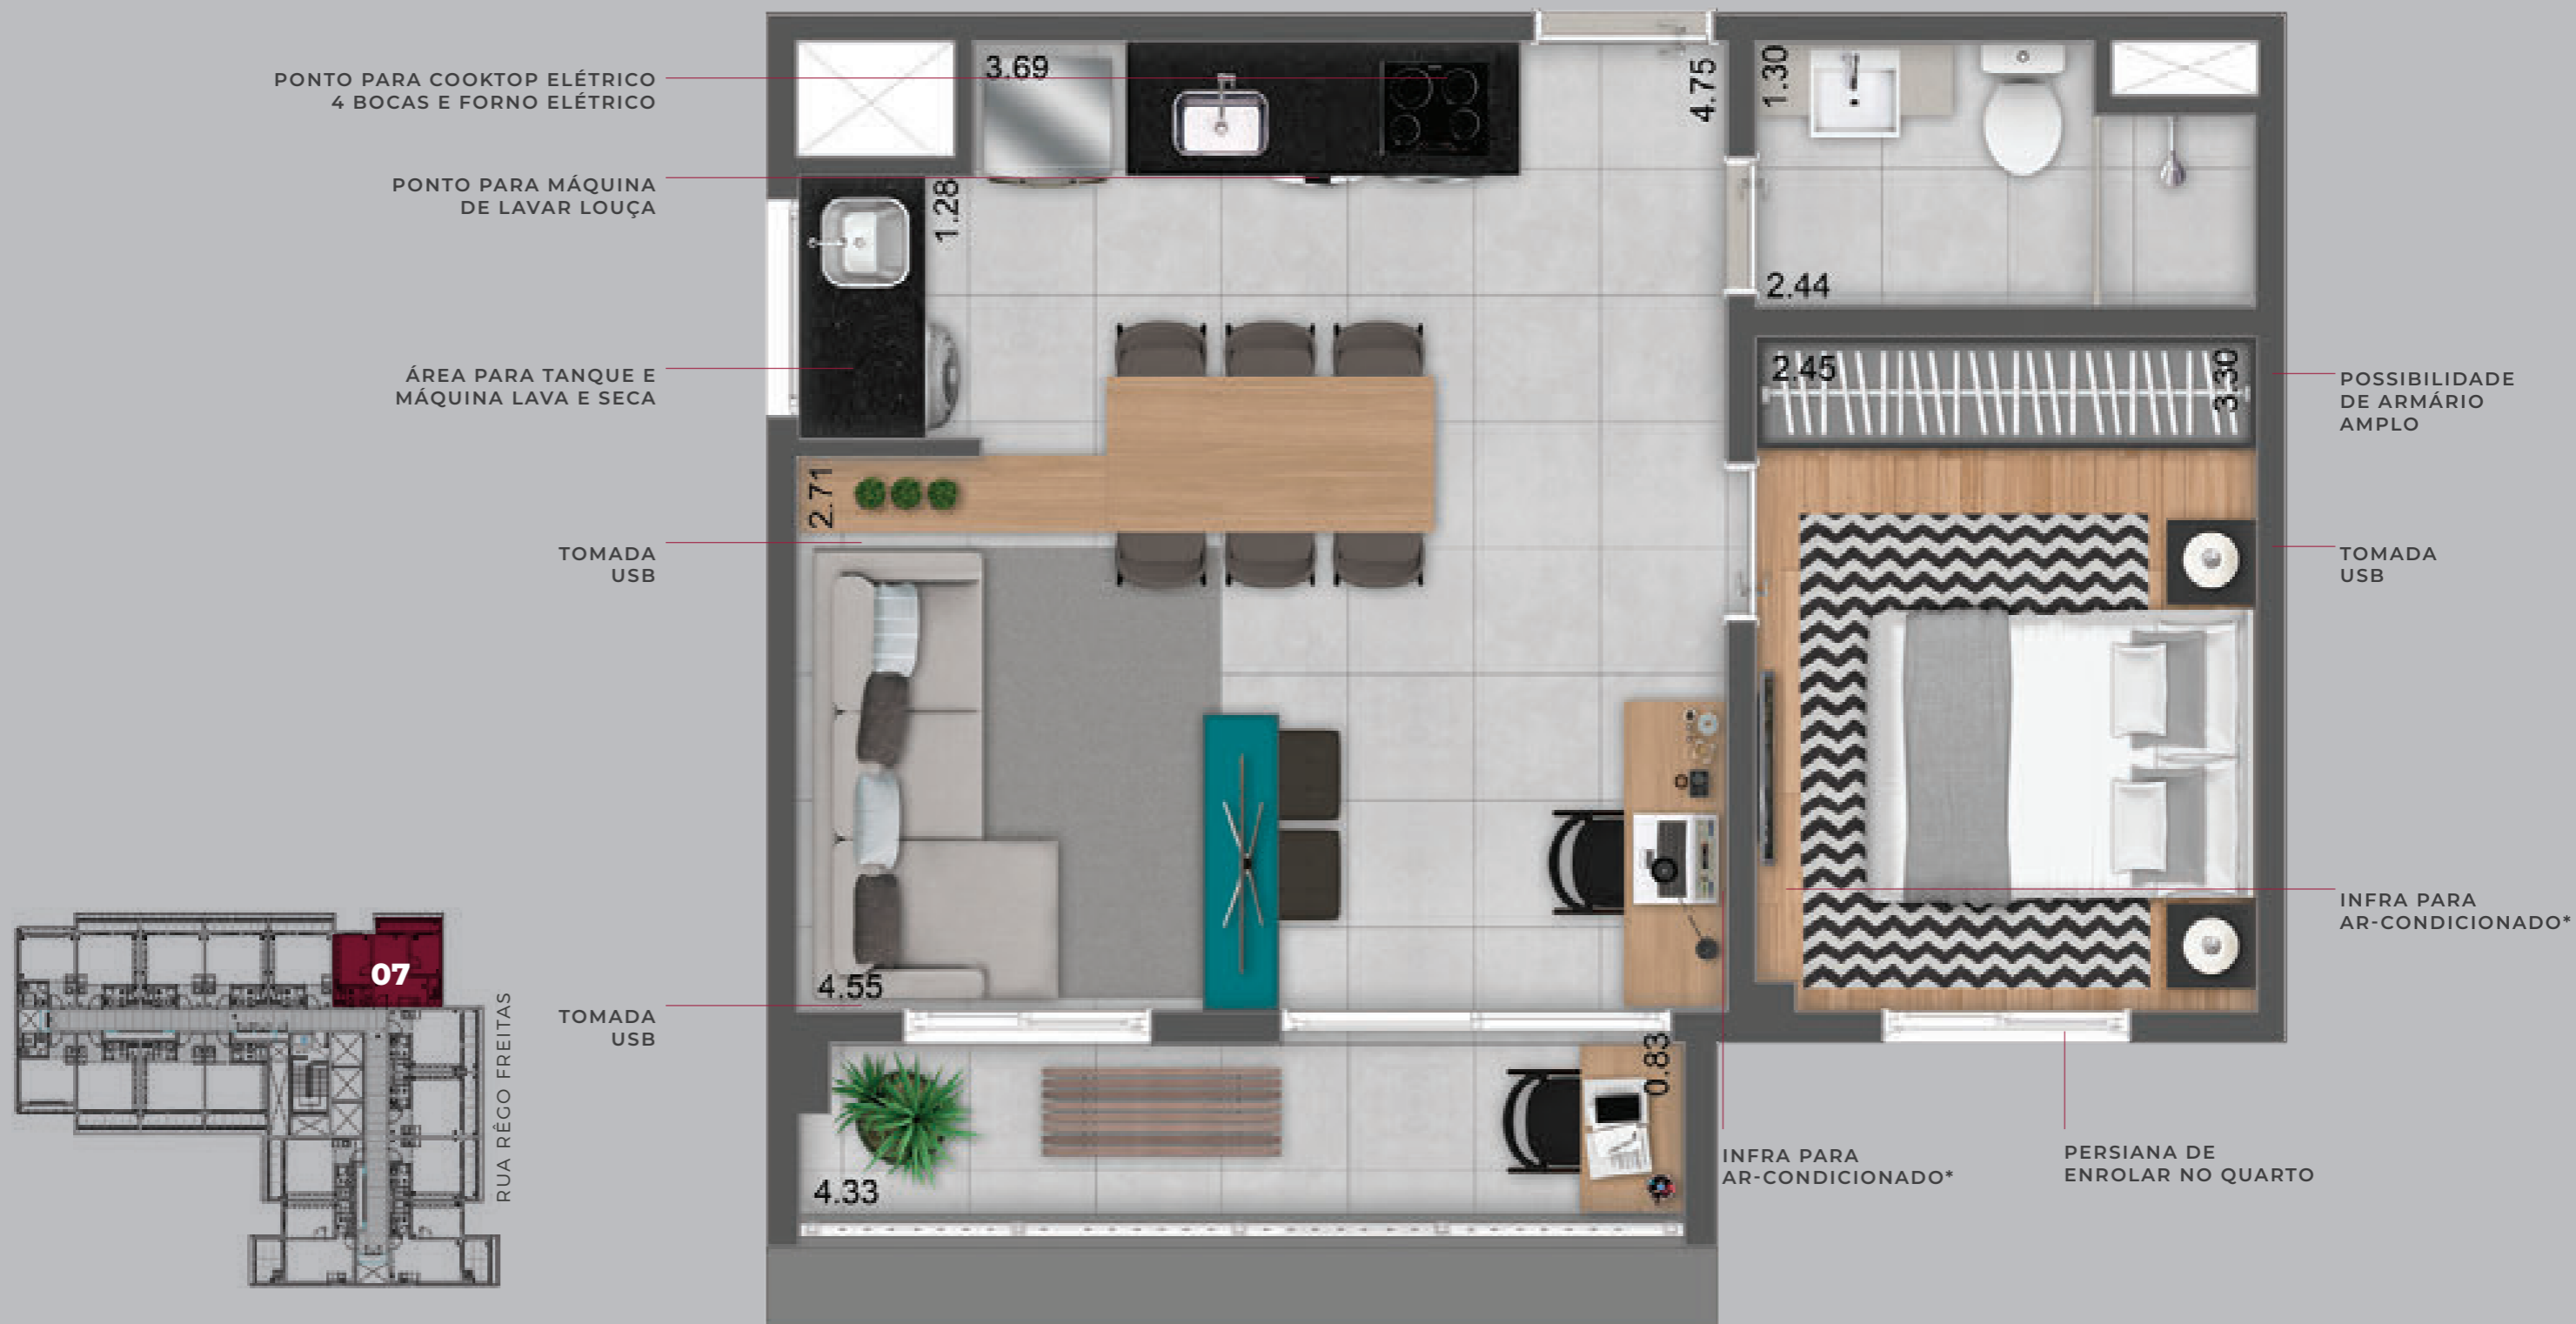 PONTO PARA COOKTOP ELÉTRICO
4 BOCAS E FORNO ELÉTRICO
PONTO PARA MÁQUINA
DE LAVAR LOUÇA
ÁREA PARA TANQUE E
MÁQUINA LAVA E SECA
TOMADA
USB
TOMADA
USB
3.69
4.75
1.30
1.28
2.44
2.45
3.30
2.71
4.55
0.83
4.33
POSSIBILIDADE
DE ARMÁRIO
AMPLO
TOMADA
USB
INFRA PARA
AR-CONDICIONADO*
INFRA PARA
AR-CONDICIONADO*
PERSIANA DE
ENROLAR NO QUARTO
07
RUA RÊGO FREITAS